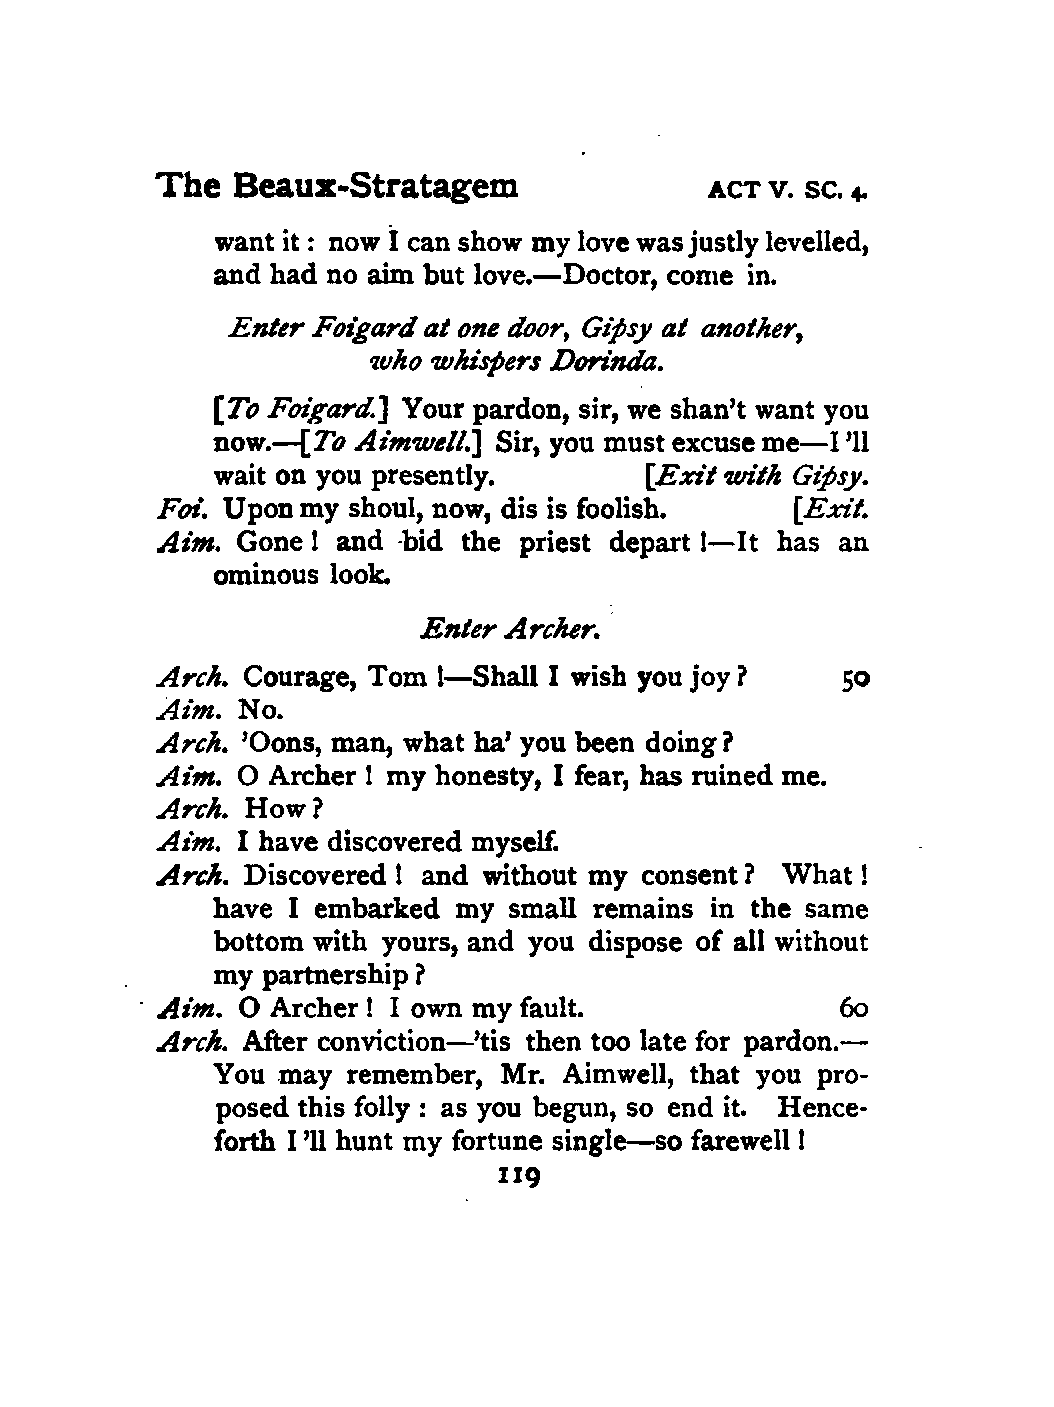 The Beaux-Stratagem ACT V. SC. 4.
want it : now I can show my love was justly levelled,
and had no aim but love.—Doctor, come in.
Enter Foigard at one door, Gipsy at another,
who whispers Dorinda.
[To Foigard.] Your pardon, sir, we shan't want you
now.—[To Aimwell.] Sir, you must excuse me—I 'll
wait on you presently. [Exit with Gipsy.
Foi. Upon my shoul, now, dis is foolish. [Exit.
Aim. Gone ! and bid the priest depart !—It has an
ominous look.
Enter Archer.
Arch. Courage, Tom !—Shall I wish you joy ? 50
Aim. No.
Arch. 'Oons, man, what ha' you been doing ?
Aim. O Archer ! my honesty, I fear, has ruined me.
Arch. How ?
Aim. I have discovered myself.
Arch. Discovered ! and without my consent ? What !
have I embarked my small remains in the same
bottom with yours, and you dispose of all without
my partnership ?
Aim. O Archer ! I own my fault. 60
Arch. After conviction—'tis then too late for pardon.—
You may remember, Mr. Aimwell, that you pro-
posed this folly : as you begun, so end it. Hence-
forth I 'll hunt my fortune single—so farewell !
119